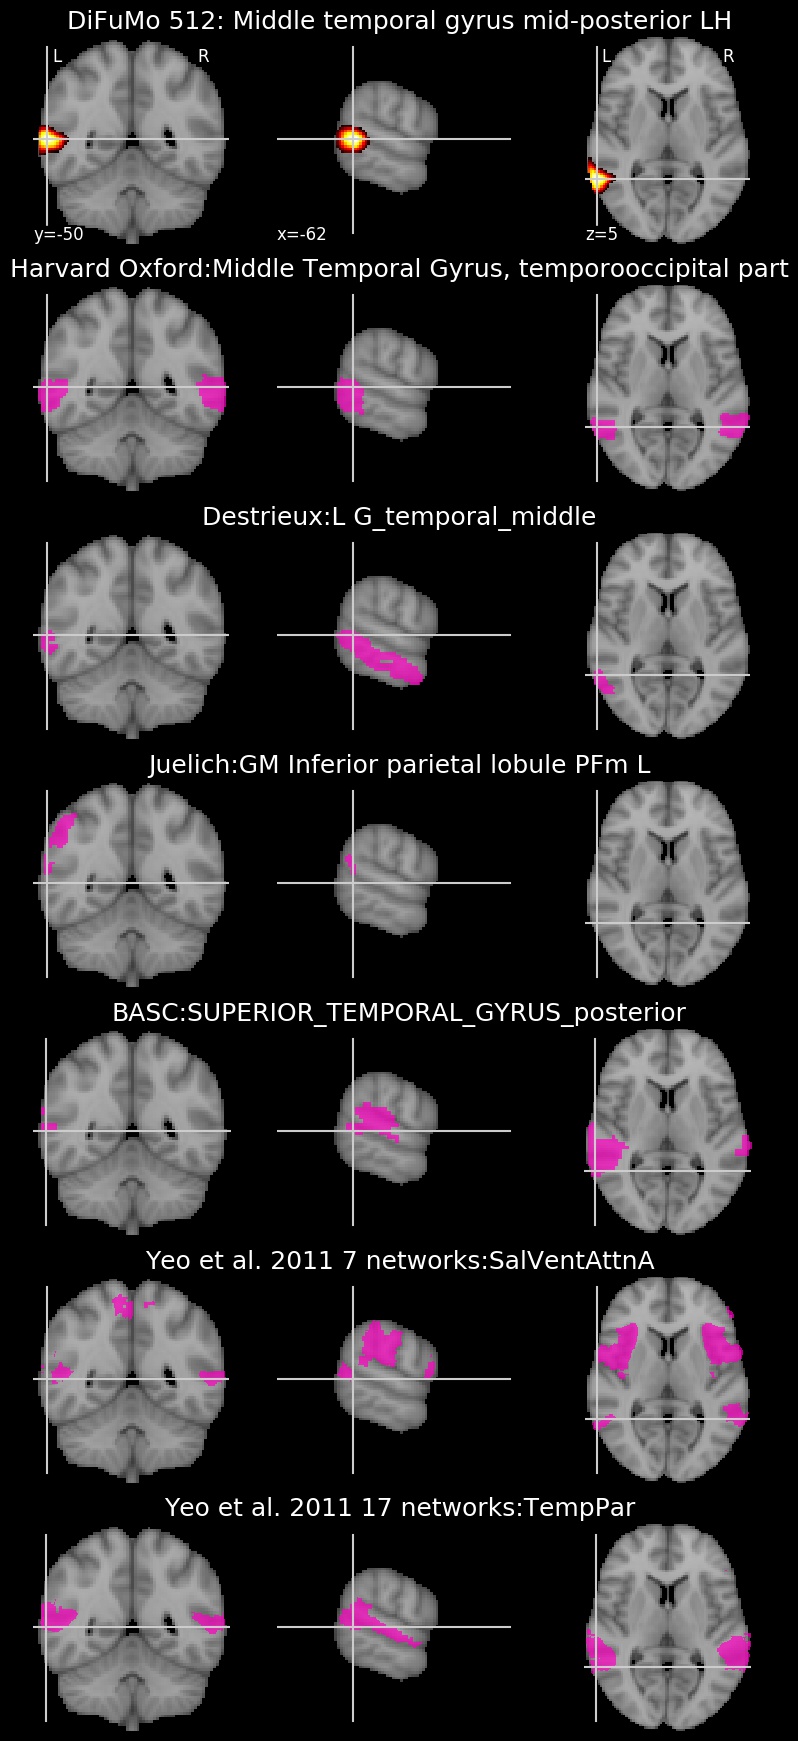 DiFuMo 512: Middle temporal gyrus mid-posterior LH
L R L R
y=-50 x=-62 z=5
Harvard Oxford:Middle Temporal Gyrus, temporooccipital part
Destrieux:L G_temporal_middle
Juelich:GM Inferior parietal lobule PFm L
BASC:SUPERIOR_TEMPORAL_GYRUS_posterior
Yeo et al. 2011 7 networks:SalVentAttnA
Yeo et al. 2011 17 networks:TempPar